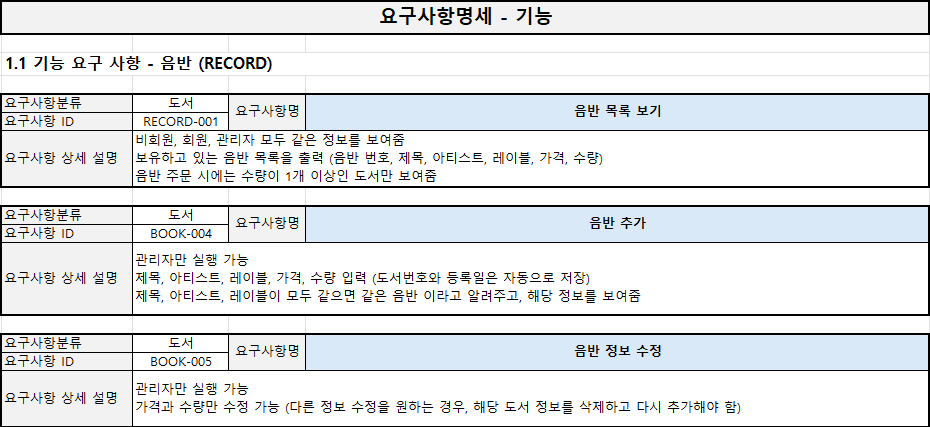 요구사항명세 - 기능
1.1 기능 요구 사항 - 음반 (RECORD)
요구사항분류 도서 요구사항명 음반 목록 보기
요구사항 ID RECORD-001
요구사항 상세 설명
비회원, 회원, 관리자 모두 같은 정보를 보여줌
보유하고 있는 음반 목록을 출력 (음반 번호, 제목, 아티스트, 레이블, 가격, 수량)
음반 주문 시에는 수량이 1개 이상인 도서만 보여줌
요구사항분류 도서 요구사항명 음반 추가
요구사항 ID BOOK-004
요구사항 상세 설명
관리자만 실행 가능
제목, 아티스트, 레이블, 가격, 수량 입력 (도서번호와 등록일은 자동으로 저장)
제목, 아티스트, 레이블이 모두 같으면 같은 음반 이라고 알려주고, 해당 정보를 보여줌
요구사항분류 도서 요구사항명 음반 정보 수정
요구사항 ID BOOK-005
요구사항 상세 설명
관리자만 실행 가능
가격과 수량만 수정 가능 (다른 정보 수정을 원하는 경우, 해당 도서 정보를 삭제하고 다시 추가해야 함)